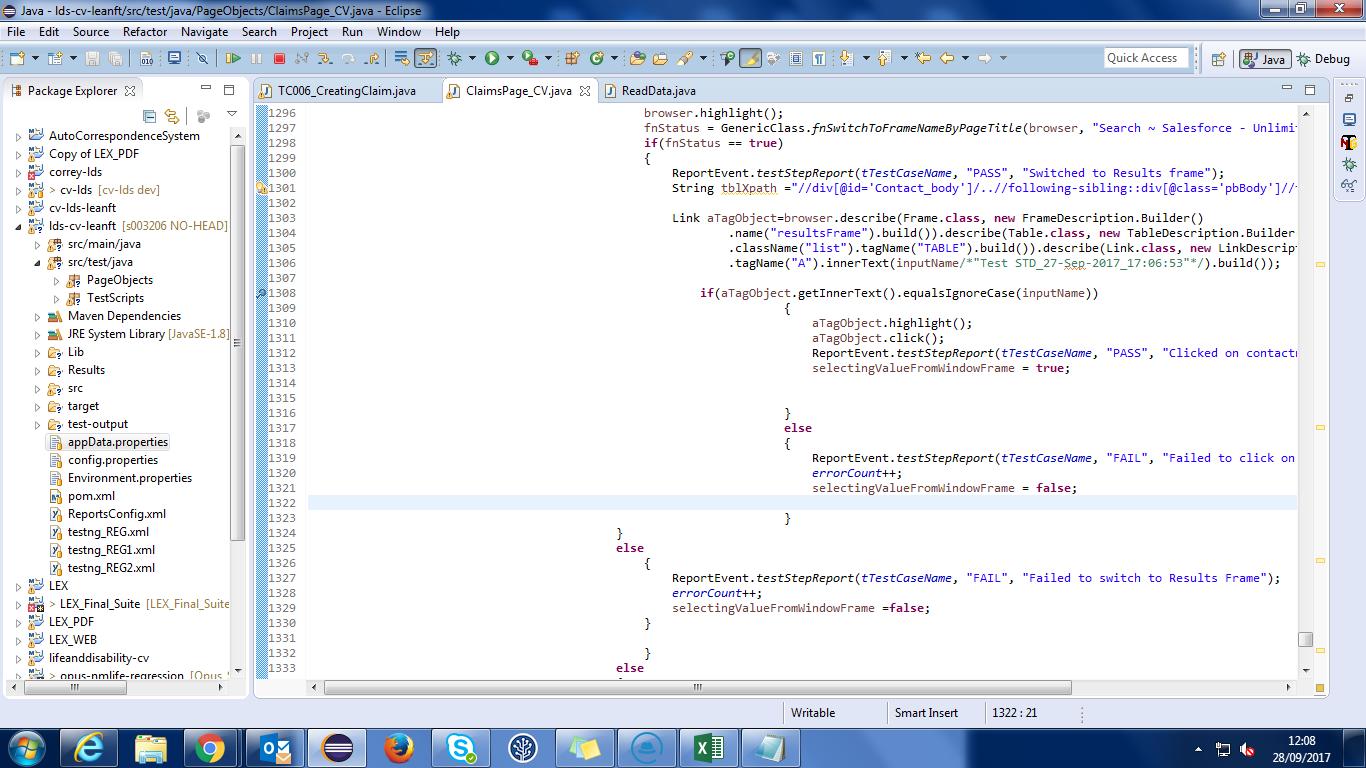 Java - lds-cv-leanft/src/test/java/PageObjects/ClaimsPage_CV.java - Eclipse
File Edit Source Refactor Navigate Search Project Run Window Help
Quick Access Java Debug
Package Explorer
TC006_CreatingClaim.java ClaimsPage_CV.java ReadData.java
AutoCorrespondenceSystem
Copy of LEX_PDF
correy-lds
> cv-lds [cv-lds dev]
cv-lds-leanft
lds-cv-leanft [s003206 NO-HEAD]
src/main/java
src/test/java
PageObjects
TestScripts
Maven Dependencies
JRE System Library [JavaSE-1.8]
Lib
Results
src
target
test-output
appData.properties
config.properties
Environment.properties
pom.xml
ReportsConfig.xml
testng_REG.xml
testng_REG1.xml
testng_REG2.xml
LEX
> LEX_Final_Suite [LEX_Final_Suite
LEX_PDF
LEX_WEB
lifeanddisability-cv
> opus-nmlife-regression [Opus_
1296 browser.highlight();
1297 fnStatus = GenericClass.fnSwitchToFrameNameByPageTitle(browser, "Search ~ Salesforce - Unlimi
1298 if(fnStatus == true)
1299 {
1300 ReportEvent.testStepReport(tTestCaseName, "PASS", "Switched to Results frame");
1301 String tblXpath ="//div[@id='Contact_body']/..//following-sibling::div[@class='pbBody']//
1302
1303 Link aTagObject=browser.describe(Frame.class, new FrameDescription.Builder()
1304 .name("resultsFrame").build()).describe(Table.class, new TableDescription.Builder
1305 .className("list").tagName("TABLE").build()).describe(Link.class, new LinkDescript
1306 .tagName("A").innerText(inputName/*"Test STD_27-Sep-2017_17:06:53"*/).build());
1307
1308 if(aTagObject.getInnerText().equalsIgnoreCase(inputName))
1309 {
1310 aTagObject.highlight();
1311 aTagObject.click();
1312 ReportEvent.testStepReport(tTestCaseName, "PASS", "Clicked on contactn
1313 selectingValueFromWindowFrame = true;
1314
1315
1316 }
1317 else
1318 {
1319 ReportEvent.testStepReport(tTestCaseName, "FAIL", "Failed to click on
1320 errorCount++;
1321 selectingValueFromWindowFrame = false;
1322
1323 }
1324 }
1325 else
1326 {
1327 ReportEvent.testStepReport(tTestCaseName, "FAIL", "Failed to switch to Results Frame");
1328 errorCount++;
1329 selectingValueFromWindowFrame =false;
1330 }
1331
1332 }
1333 else
Writable Smart Insert 1322 : 21
12:08
28/09/2017